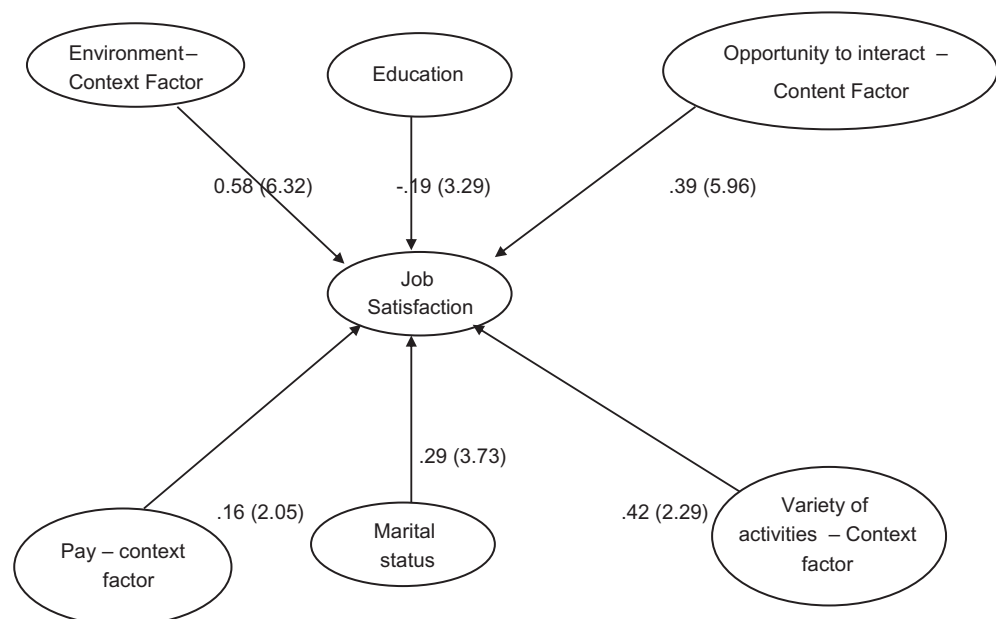 Environment – 
Context Factor
Education
Opportunity to interact –
Content Factor
0.58 (6.32)
-.19 (3.29)
.39 (5.96)
Job
Satisfaction
.29 (3.73)
.16 (2.05)
.42 (2.29)
Pay – context
factor
Marital
status
Variety of
activities – Context
factor